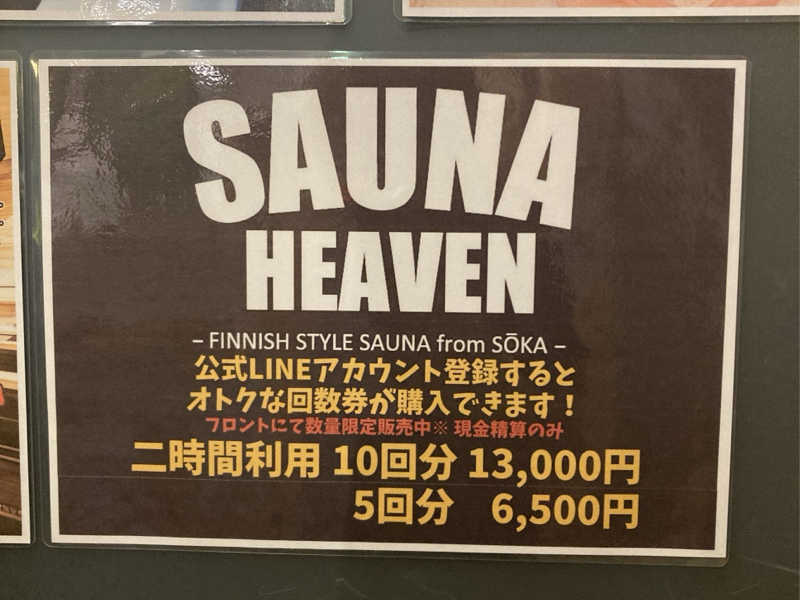 SAUNA
HEAVEN
– FINNISH STYLE SAUNA from SŌKA –
公式LINEアカウント登録すると
オトクな回数券が購入できます！
フロントにて数量限定販売中※ 現金精算のみ
二時間利用 10回分 13,000円
5回分 6,500円